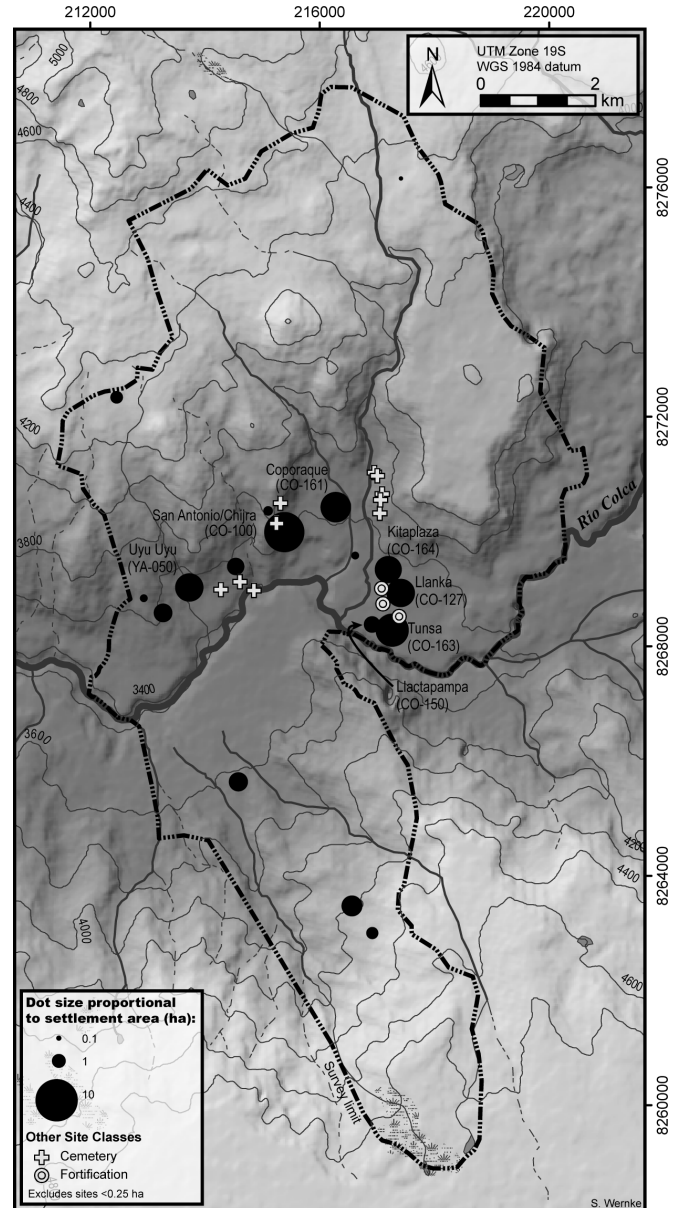 212000
216000
220000
N
UTM Zone 19S
WGS 1984 datum
0
2
km
5000
4800
4600
4400
8276000
4200
8272000
Coporaque
(CO-161)
San Antonio/Chijra
(CO-100)
Río Colca
Kitaplaza
(CO-164)
3800
Uyu Uyu
(YA-050)
Llanka
(CO-127)
Tunsa
(CO-163)
8268000
3400
Llactapampa
(CO-150)
3600
4200
4400
8264000
4000
4600
Dot size proportional
to settlement area (ha):
0.1
1
10
Survey limit
8260000
Other Site Classes
Cemetery
Fortification
Excludes sites <0.25 ha
S. Wernke